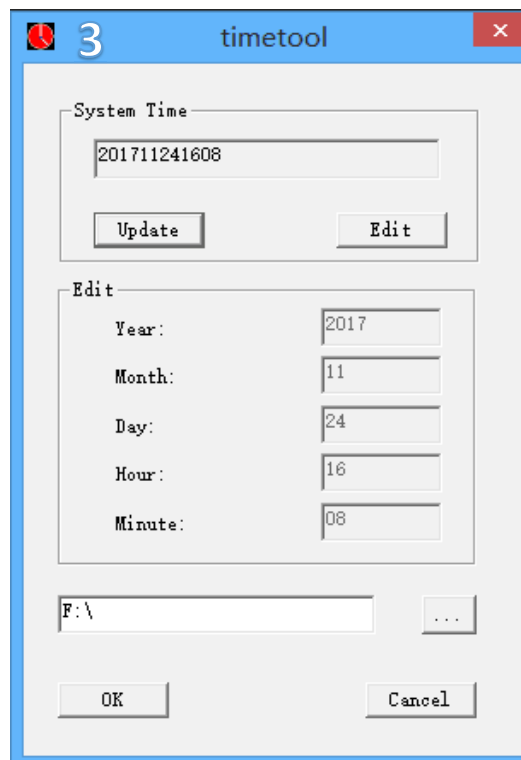 3 timetool
System Time
201711241608
Update Edit
Edit
Year: 2017
Month: 11
Day: 24
Hour: 16
Minute: 08
F:\ ...
OK Cancel